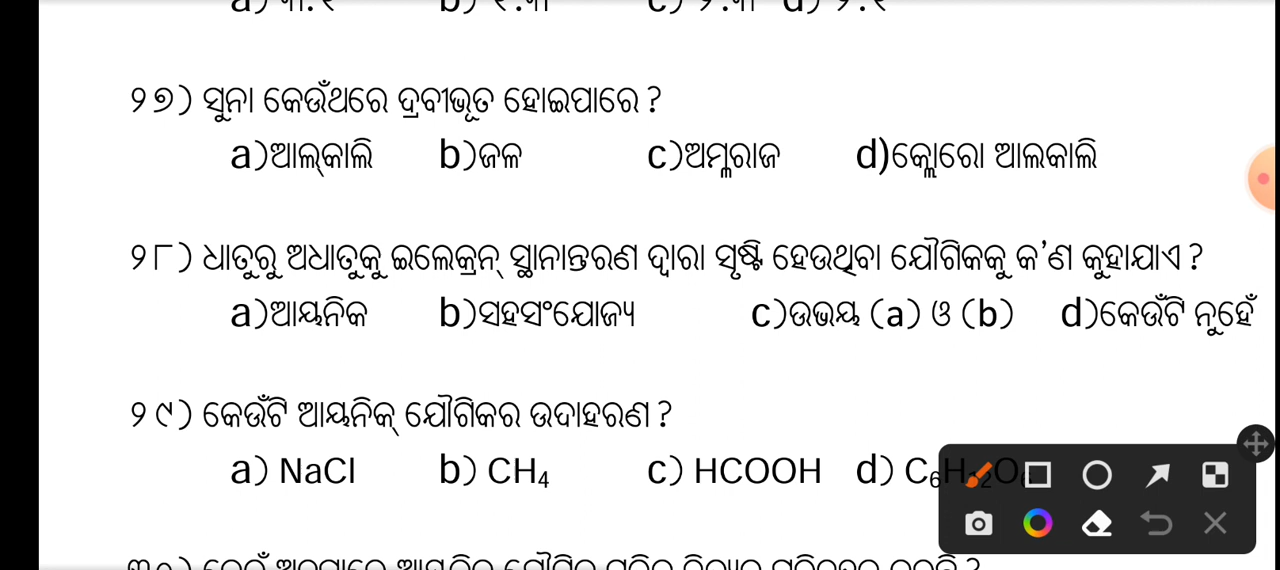 ୨୭) ସୁନା କେଉଁଥରେ ଦ୍ରବୀଭୂତ ହୋଇପାରେ ?
a)ଆଲ୍‌କାଲି b)ଜଳ c)ଅମ୍ଳରାଜ d)କ୍ଲୋରୋ ଆଲକାଲି
୨୮) ଧାତୁରୁ ଅଧାତୁକୁ ଇଲେକ୍ରନ୍ ସ୍ଥାନାନ୍ତରଣ ଦ୍ୱାରା ସୃଷ୍ଟି ହେଉଥିବା ଯୌଗିକକୁ କ'ଣ କୁହାଯାଏ ?
a)ଆୟନିକ b)ସହସଂଯୋଜ୍ୟ c)ଉଭୟ (a) ଓ (b) d)କେଉଁଟି ନୁହେଁ
୨୯) କେଉଁଟି ଆୟନିକ୍ ଯୌଗିକର ଉଦାହରଣ ?
a) NaCl b) CH₄ c) HCOOH d)